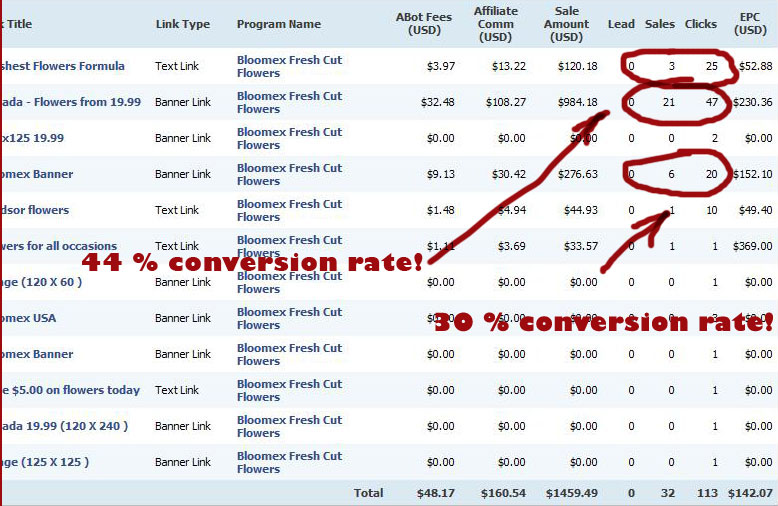 k Title Link Type Program Name ABot Fees (USD) Affiliate Comm (USD) Sale Amount (USD) Lead Sales Clicks EPC (USD)
shest Flowers Formula Text Link Bloomex Fresh Cut Flowers $3.97 $13.22 $120.18 0 3 25 $52.88
ada - Flowers from 19.99 Banner Link Bloomex Fresh Cut Flowers $32.48 $108.27 $984.18 0 21 47 $230.36
x125 19.99 Banner Link Bloomex Fresh Cut Flowers $0.00 $0.00 $0.00 0 0 2 $0.00
omex Banner Banner Link Bloomex Fresh Cut Flowers $9.13 $30.42 $276.63 0 6 20 $152.10
dsor flowers Text Link Bloomex Fresh Cut Flowers $1.48 $4.94 $44.93 0 1 10 $49.40
wers for all occasions Text Link Bloomex Fresh Cut Flowers $1.11 $3.69 $33.57 0 1 1 $369.00
44 % conversion rate!
age (120 X 60 ) Banner Link Bloomex Fresh Cut Flowers $0.00 $0.00 $0.00 0 0 1 $0.00
omex USA Banner Link Bloomex Fresh Cut Flowers $0.00 $0.00 0 0
30 % conversion rate!
omex Banner Banner Link Bloomex Fresh Cut Flowers $0.00 $0.00 $0.00 0 0 1 $0.00
e $5.00 on flowers today Text Link Bloomex Fresh Cut Flowers $0.00 $0.00 $0.00 0 0 1 $0.00
ada 19.99 (120 X 240 ) Banner Link Bloomex Fresh Cut Flowers $0.00 $0.00 $0.00 0 0 1 $0.00
age (125 X 125 ) Banner Link Bloomex Fresh Cut Flowers $0.00 $0.00 $0.00 0 0 1 $0.00
Total $48.17 $160.54 $1459.49 0 32 113 $142.07